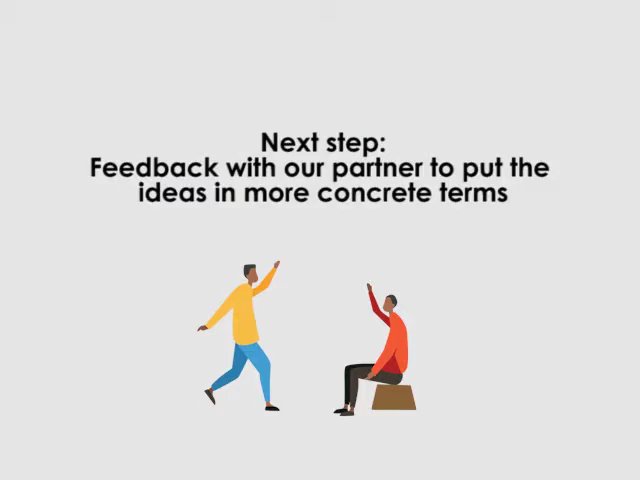 Next step:
Feedback with our partner to put the
ideas in more concrete terms